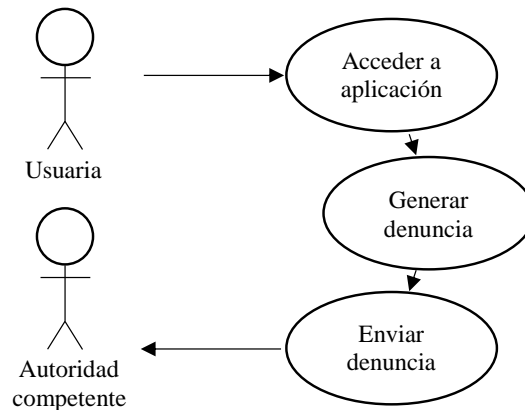 Acceder a
aplicación
Usuaria
Generar
denuncia
Enviar
denuncia
Autoridad
competente